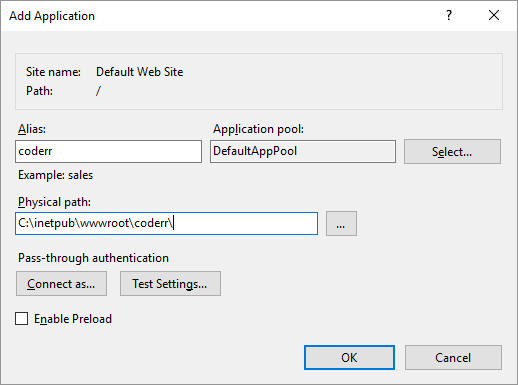 Add Application
?
Site name: Default Web Site
Path: /
Alias:
Application pool:
coderr
DefaultAppPool
Select...
Example: sales
Physical path:
C:\inetpub\wwwroot\coderr\
...
Pass-through authentication
Connect as...
Test Settings...
Enable Preload
OK
Cancel